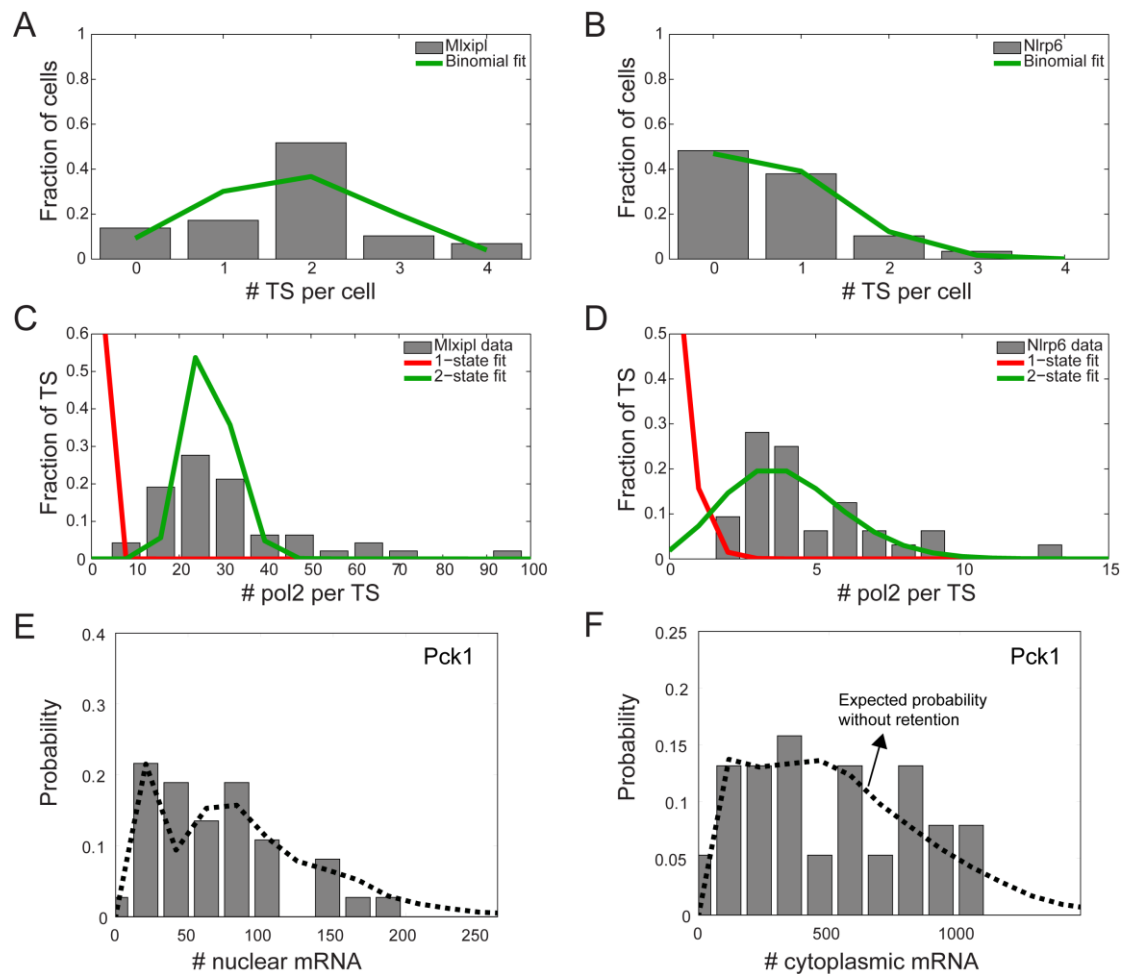 A
Fraction of cells
1
0.8
0.6
0.4
0.2
0
Mlxipl
Binomial fit
0 1 2 3 4
# TS per cell
B
Fraction of cells
1
0.8
0.6
0.4
0.2
0
Nlrp6
Binomial fit
0 1 2 3 4
# TS per cell
C
Fraction of TS
0.6
0.5
0.4
0.3
0.2
0.1
0
Mlxipl data
1-state fit
2-state fit
0 10 20 30 40 50 60 70 80 90 100
# pol2 per TS
D
Fraction of TS
0.5
0.4
0.3
0.2
0.1
0
Nlrp6 data
1-state fit
2-state fit
0 5 10 15
# pol2 per TS
E
Probability
0.4
0.3
0.2
0.1
0
Pck1
0 50 100 150 200 250
# nuclear mRNA
F
Probability
0.25
0.2
0.15
0.1
0.05
0
Pck1
Expected probability
without retention
0 500 1000
# cytoplasmic mRNA